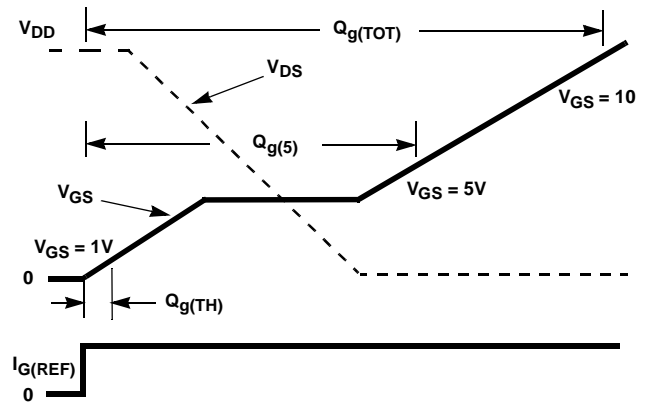 V_DD
Q_g(TOT)
V_DS
V_GS = 10
Q_g(5)
V_GS
V_GS = 5V
V_GS = 1V
0
Q_g(TH)
I_G(REF)
0